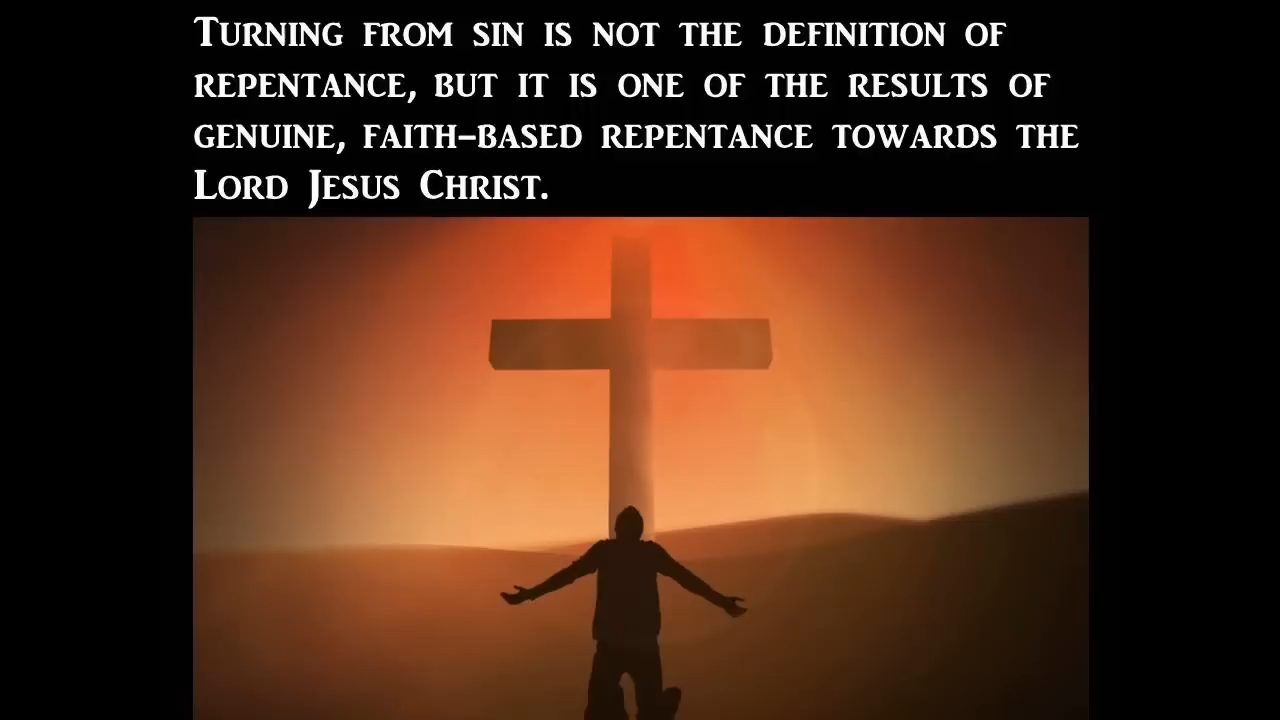 Turning from sin is not the definition of
repentance, but it is one of the results of
genuine, faith-based repentance towards the
Lord Jesus Christ.